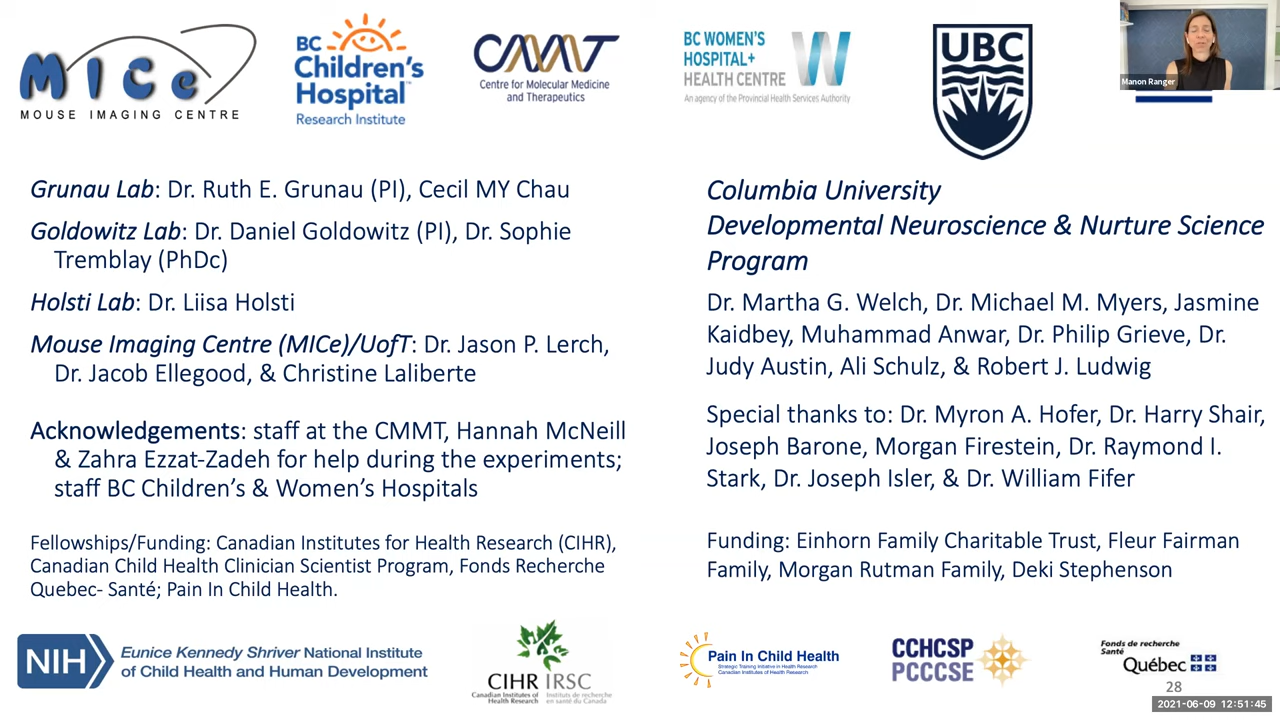 MICe
MOUSE IMAGING CENTRE
BC
Children's
Hospital
Research Institute
CMMT
Centre for Molecular Medicine
and Therapeutics
BC WOMEN'S
HOSPITAL+
HEALTH CENTRE
An agency of the Provincial Health Services Authority
W
UBC
Manon Ranger
Grunau Lab: Dr. Ruth E. Grunau (PI), Cecil MY Chau
Goldowitz Lab: Dr. Daniel Goldowitz (PI), Dr. Sophie
Tremblay (PhDc)
Holsti Lab: Dr. Liisa Holsti
Mouse Imaging Centre (MICe)/UofT: Dr. Jason P. Lerch,
Dr. Jacob Ellegood, & Christine Laliberte
Acknowledgements: staff at the CMMT, Hannah McNeill
& Zahra Ezzat-Zadeh for help during the experiments;
staff BC Children's & Women's Hospitals
Fellowships/Funding: Canadian Institutes for Health Research (CIHR),
Canadian Child Health Clinician Scientist Program, Fonds Recherche
Quebec- Santé; Pain In Child Health.
Columbia University
Developmental Neuroscience & Nurture Science
Program
Dr. Martha G. Welch, Dr. Michael M. Myers, Jasmine
Kaidbey, Muhammad Anwar, Dr. Philip Grieve, Dr.
Judy Austin, Ali Schulz, & Robert J. Ludwig
Special thanks to: Dr. Myron A. Hofer, Dr. Harry Shair,
Joseph Barone, Morgan Firestein, Dr. Raymond I.
Stark, Dr. Joseph Isler, & Dr. William Fifer
Funding: Einhorn Family Charitable Trust, Fleur Fairman
Family, Morgan Rutman Family, Deki Stephenson
NIH
Eunice Kennedy Shriver National Institute
of Child Health and Human Development
CIHR IRSC
Canadian Institutes of
Health Research
Instituts de recherche
en santé du Canada
Pain In Child Health
Strategic Training Initiative in Health Research
Canadian Institutes of Health Research
CCHCSP
PCCCSE
Fonds de recherche
Santé
Québec
28
2021-06-09 12:51:45